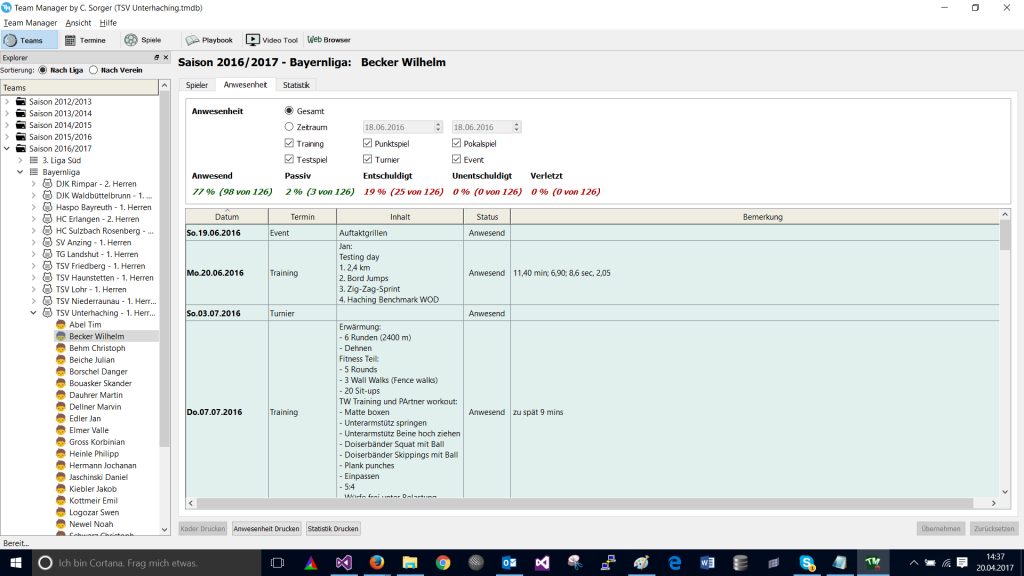 Team Manager by C. Sorger (TSV Unterhaching.tmdb)
Team Manager Ansicht Hilfe
Teams Termine Spiele Playbook Video Tool Web Browser
Explorer
Sortierung: Nach Liga Nach Verein
Teams
Saison 2012/2013
Saison 2013/2014
Saison 2014/2015
Saison 2015/2016
Saison 2016/2017
3. Liga Süd
Bayernliga
DJK Rimpar - 2. Herren
DJK Waldbüttelbrunn - 1. ...
Haspo Bayreuth - 1. Herren
HC Erlangen - 2. Herren
HC Sulzbach Rosenberg - ...
SV Anzing - 1. Herren
TG Landshut - 1. Herren
TSV Friedberg - 1. Herren
TSV Haunstetten - 1. Herren
TSV Lohr - 1. Herren
TSV Niederraunau - 1. Herr...
TSV Unterhaching - 1. Herr...
Abel Tim
Becker Wilhelm
Behm Christoph
Beiche Julian
Borschel Danger
Bouasker Skander
Dauhrer Martin
Dellner Marvin
Edler Jan
Elmer Valle
Gross Korbinian
Heinle Philipp
Hermann Jochanan
Jaschinski Daniel
Kiebler Jakob
Kottmeir Emil
Logozar Swen
Newel Noah
Schwarz Christoph
Saison 2016/2017 - Bayernliga: Becker Wilhelm
Spieler Anwesenheit Statistik
Anwesenheit Gesamt
Zeitraum 18.06.2016 18.06.2016
Training Punktspiel Pokalspiel
Testspiel Turnier Event
Anwesend Passiv Entschuldigt Unentschuldigt Verletzt
77 % (98 von 126) 2 % (3 von 126) 19 % (25 von 126) 0 % (0 von 126) 0 % (0 von 126)
Datum Termin Inhalt Status Bemerkung
So.19.06.2016 Event Auftaktgrillen Anwesend
Jan:
Testing day
1. 2,4 km
Mo.20.06.2016 Training 2. Bord Jumps Anwesend 11,40 min; 6,90; 8,6 sec, 2,05
3. Zig-Zag-Sprint
4. Haching Benchmark WOD
So.03.07.2016 Turnier Anwesend
Erwärmung:
- 6 Runden (2400 m)
- Dehnen
Fitness Teil:
- 5 Rounds
- 3 Wall Walks (Fence walks)
- 20 Sit-ups
TW Training und PArtner workout:
Do.07.07.2016 Training - Matte boxen Anwesend zu spät 9 mins
- Unterarmstütz springen
- Unterarmstütz Beine hoch ziehen
- Doiserbänder Squat mit Ball
- Doiserbänder Skippings mit Ball
- Plank punches
- Einpassen
- 5:4
- Würfe frei unter Belastung
Kader Drucken Anwesenheit Drucken Statistik Drucken Übernehmen Zurücksetzen
Bereit...
Ich bin Cortana. Frag mich etwas.
14:37
20.04.2017